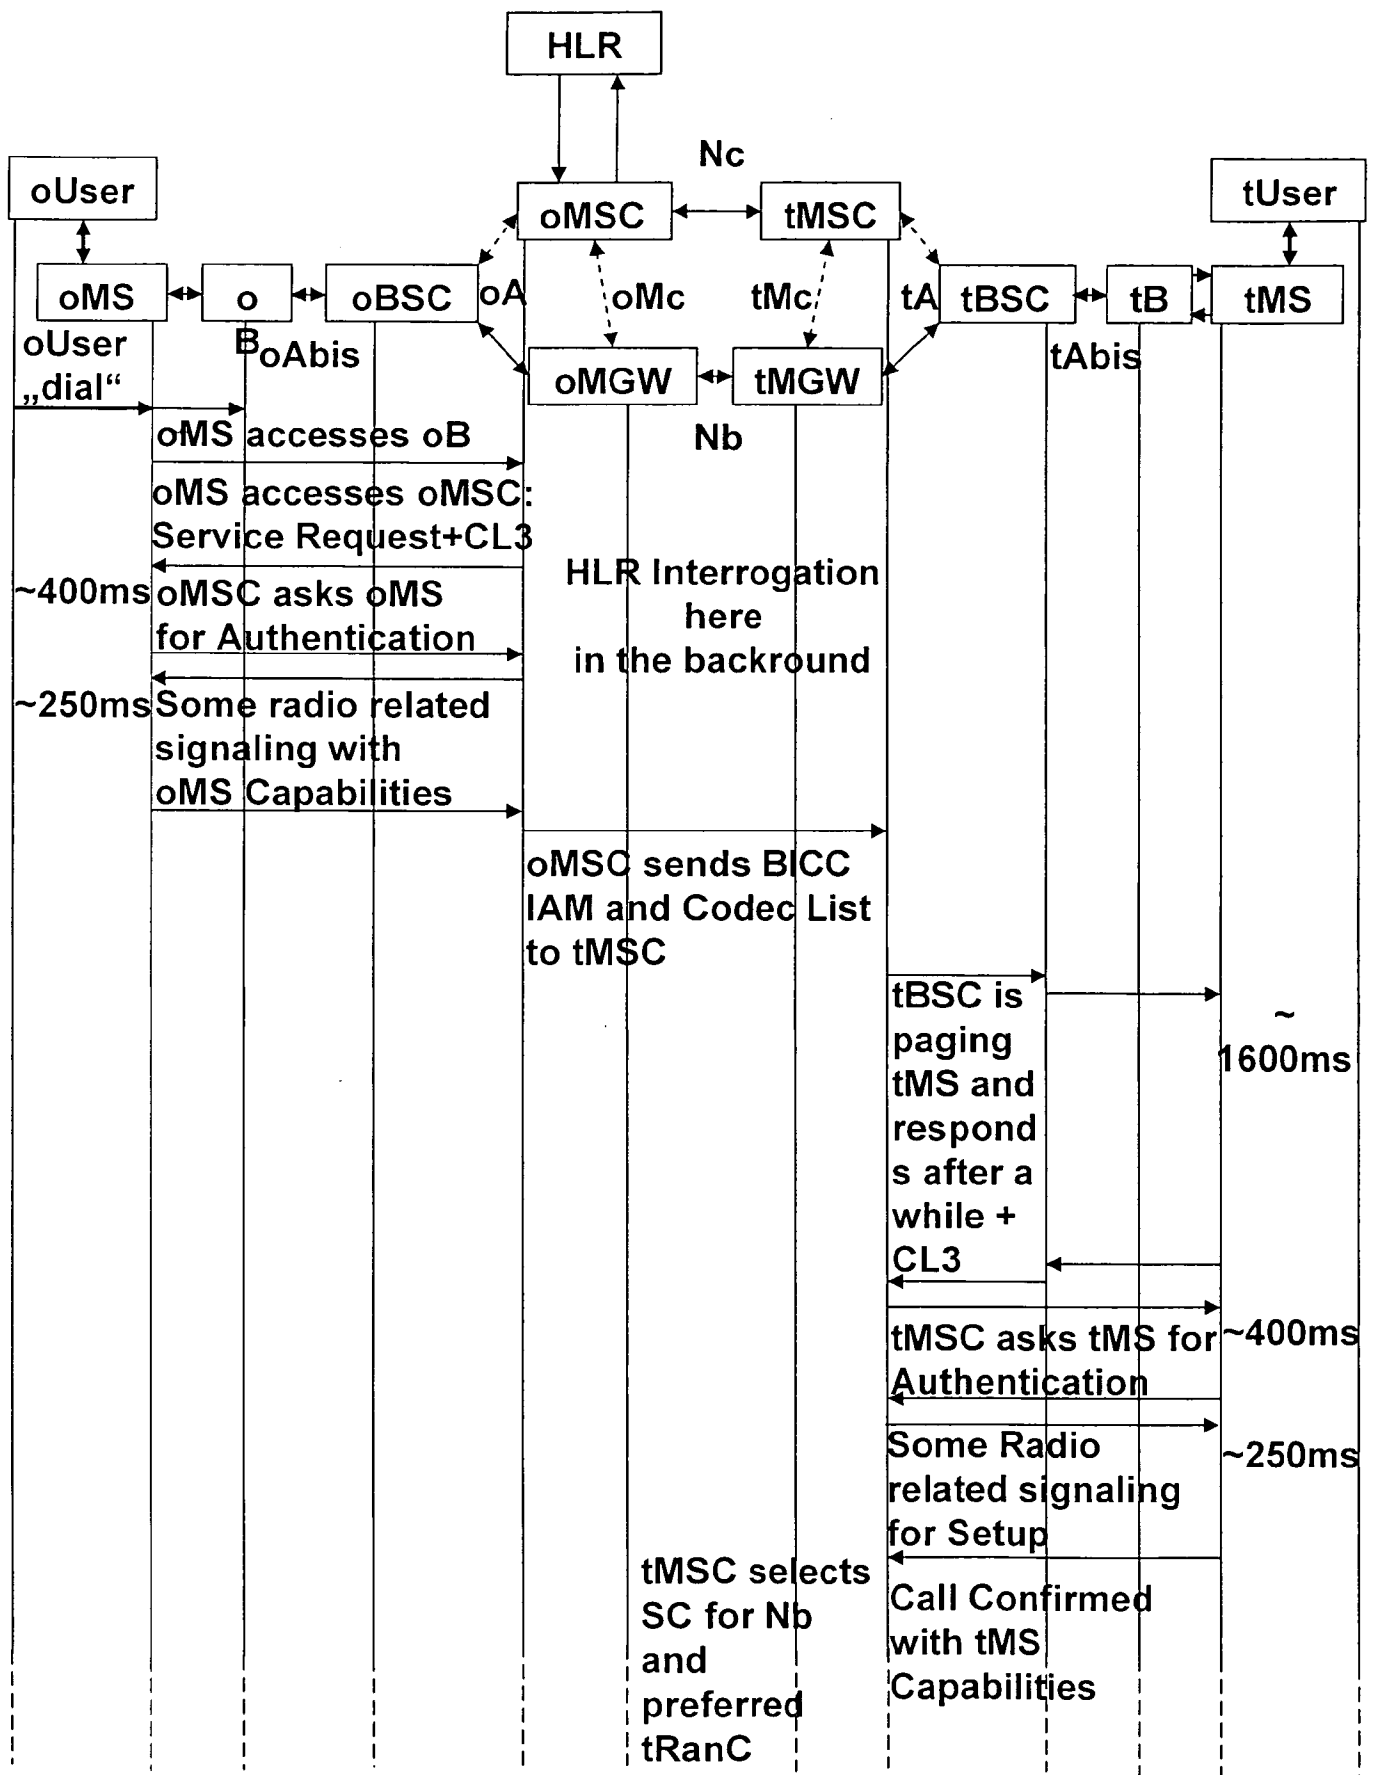 HLR
Nc
oUser
oMSC
tMSC
tUser
oMS
o
B
oBSC
oA
oMc
tMc
tA
tBSC
tB
tMS
oUser
„dial“
oAbis
tAbis
oMGW
tMGW
Nb
oMS accesses oB
oMS accesses oMSC:
Service Request+CL3
~400ms
oMSC asks oMS
for Authentication
HLR Interrogation
here
in the backround
~250ms
Some radio related
signaling with
oMS Capabilities
oMSC sends BICC
IAM and Codec List
to tMSC
tBSC is
paging
tMS and
respond
s after a
while +
CL3
~
1600ms
tMSC asks tMS for
Authentication
~400ms
Some Radio
related signaling
for Setup
~250ms
tMSC selects
SC for Nb
and
preferred
tRanC
Call Confirmed
with tMS
Capabilities